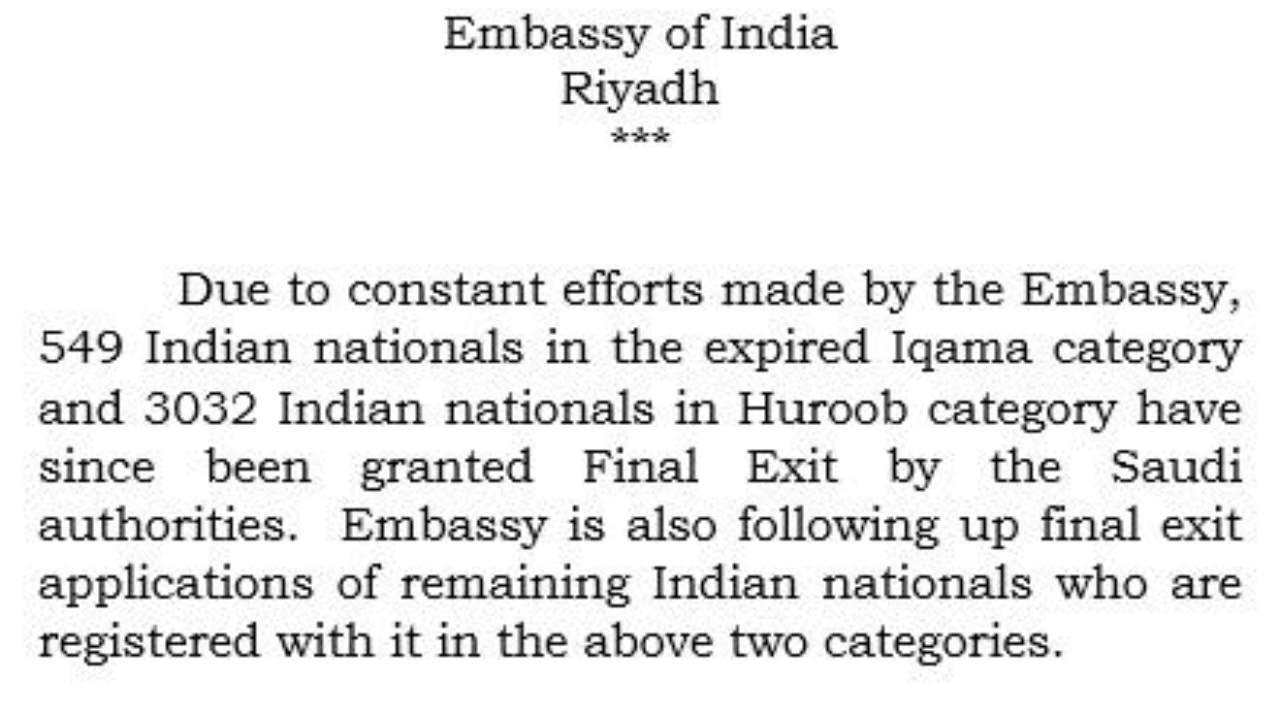 Embassy of India
Riyadh
***
Due to constant efforts made by the Embassy,
549 Indian nationals in the expired Iqama category
and 3032 Indian nationals in Huroob category have
since been granted Final Exit by the Saudi
authorities. Embassy is also following up final exit
applications of remaining Indian nationals who are
registered with it in the above two categories.